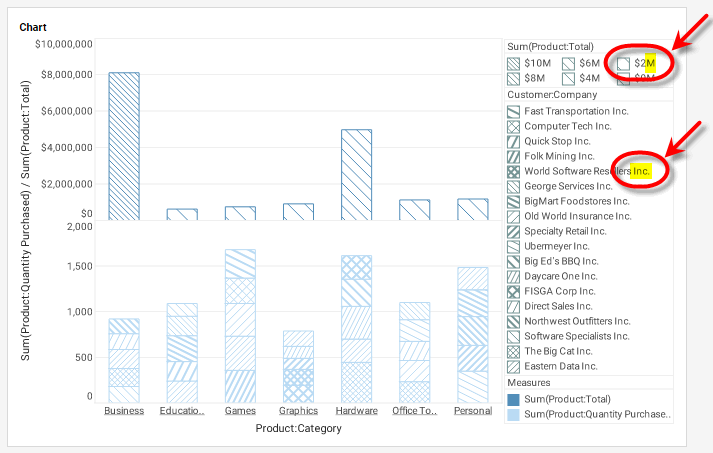 Chart
Sum(Product:Quantity Purchased) / Sum(Product:Total)
$10,000,000
$8,000,000
$6,000,000
$4,000,000
$2,000,000
$0
2,000
1,500
1,000
500
0
Business Educatio.. Games Graphics Hardware Office To.. Personal
Product:Category
Sum(Product:Total)
$10M $6M $2M
$8M $4M
Customer:Company
Fast Transportation Inc.
Computer Tech Inc.
Quick Stop Inc.
Folk Mining Inc.
World Software Resellers Inc.
George Services Inc.
BigMart Foodstores Inc.
Old World Insurance Inc.
Specialty Retail Inc.
Ubermeyer Inc.
Big Ed's BBQ Inc.
Daycare One Inc.
FISGA Corp Inc.
Direct Sales Inc.
Northwest Outfitters Inc.
Software Specialists Inc.
The Big Cat Inc.
Eastern Data Inc.
Measures
Sum(Product:Total)
Sum(Product:Quantity Purchase..